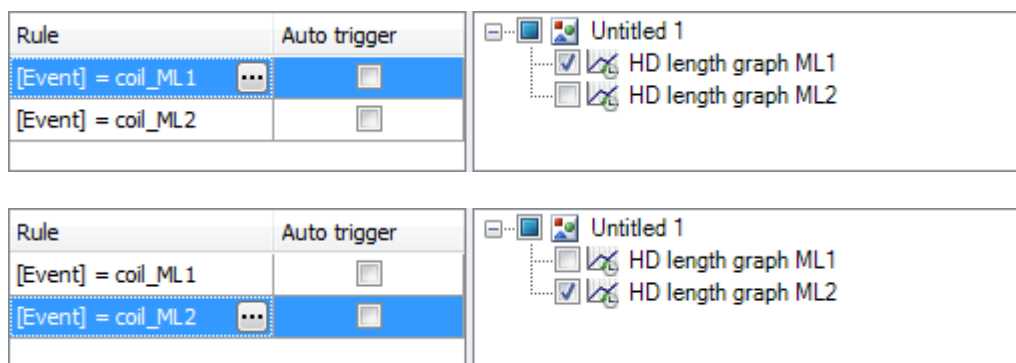 Rule Auto trigger
[Event] = coil_ML1 ...
[Event] = coil_ML2
Untitled 1
HD length graph ML1
HD length graph ML2
Rule Auto trigger
[Event] = coil_ML1
[Event] = coil_ML2 ...
Untitled 1
HD length graph ML1
HD length graph ML2